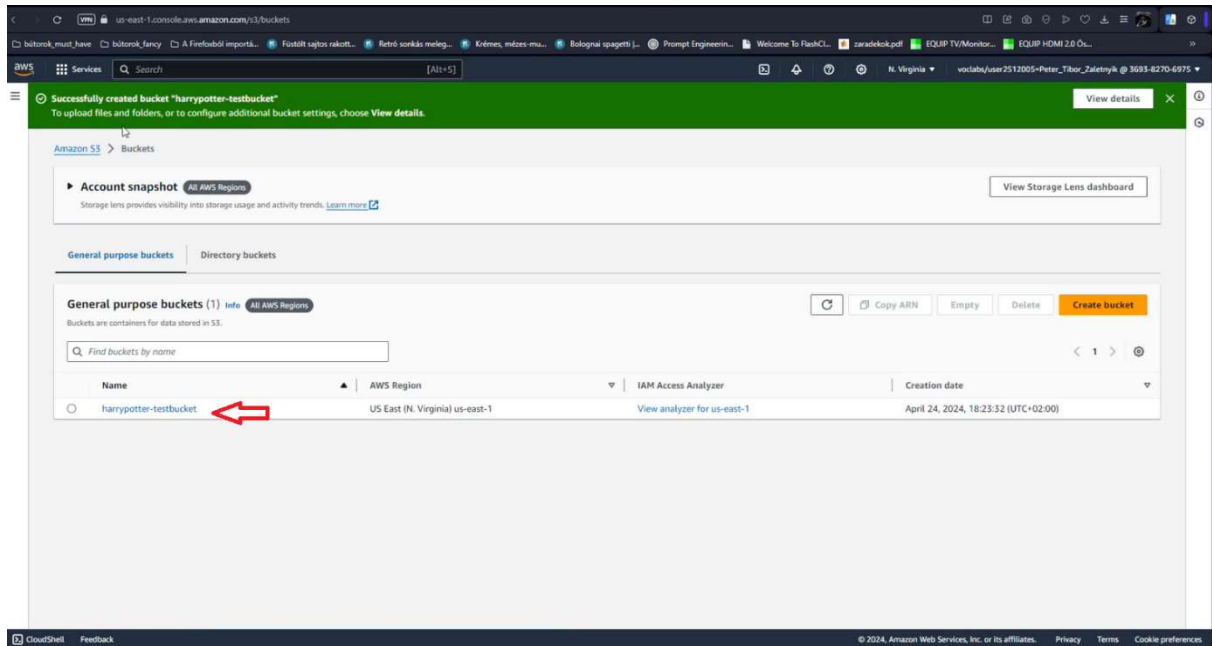 VPN us-east-1.console.aws.amazon.com/s3/buckets
bútorok_must_have bútorok_fancy A Firefoxból importá... Füstölt sajtos rakott... Retró sonkás meleg... Krémes, mézes-mu... Bolognai spagetti |... Prompt Engineerin... Welcome To FlashCl... zaradekok.pdf EQUIP TV/Monitor... EQUIP HDMI 2.0 Ös... »
aws Services Search [Alt+S] N. Virginia voclabs/user2512005=Peter_Tibor_Zaletnyik @ 3693-8270-6975
Successfully created bucket "harrypotter-testbucket" View details
To upload files and folders, or to configure additional bucket settings, choose View details.
Amazon S3 > Buckets
Account snapshot All AWS Regions View Storage Lens dashboard
Storage lens provides visibility into storage usage and activity trends. Learn more
General purpose buckets Directory buckets
General purpose buckets (1) Info All AWS Regions Copy ARN Empty Delete Create bucket
Buckets are containers for data stored in S3.
Find buckets by name < 1 >
Name AWS Region IAM Access Analyzer Creation date
harrypotter-testbucket US East (N. Virginia) us-east-1 View analyzer for us-east-1 April 24, 2024, 18:23:32 (UTC+02:00)
CloudShell Feedback © 2024, Amazon Web Services, Inc. or its affiliates. Privacy Terms Cookie preferences